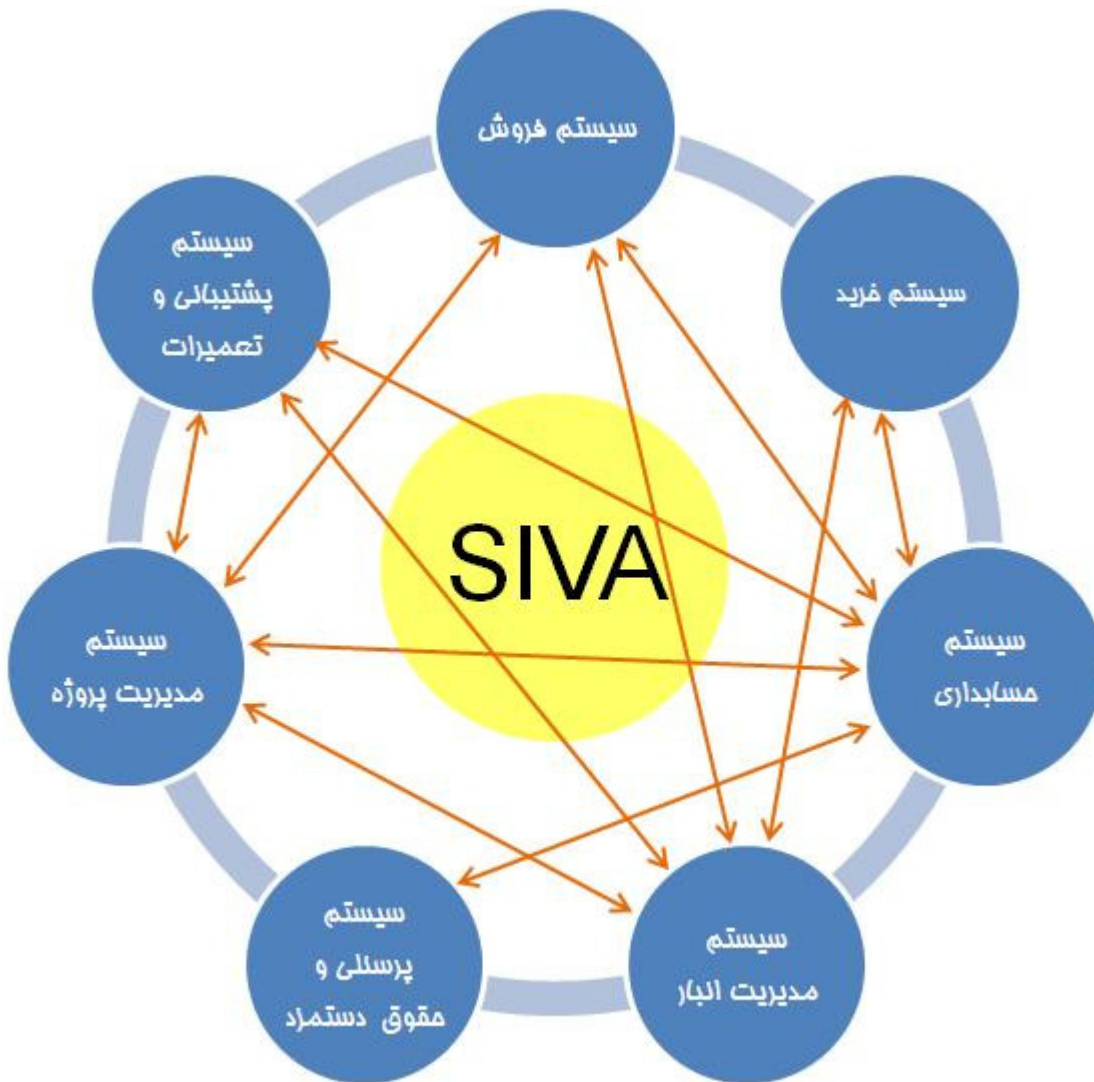 سیستم فروش
سیستم خرید
سیستم
حسابداری
سیستم
مدیریت انبار
سیستم
پرسنلی و
حقوق دستمزد
سیستم
مدیریت پروژه
سیستم
پشتیبانی و
تعمیرات
SIVA